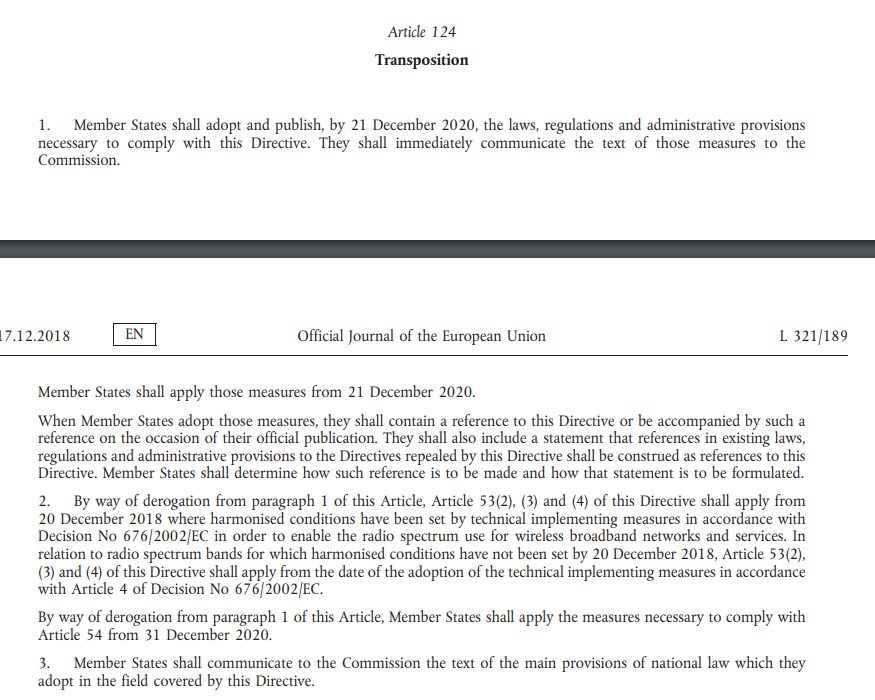 Article 124
Transposition
1. Member States shall adopt and publish, by 21 December 2020, the laws, regulations and administrative provisions
necessary to comply with this Directive. They shall immediately communicate the text of those measures to the
Commission.
17.12.2018 EN Official Journal of the European Union L 321/189
Member States shall apply those measures from 21 December 2020.
When Member States adopt those measures, they shall contain a reference to this Directive or be accompanied by such a
reference on the occasion of their official publication. They shall also include a statement that references in existing laws,
regulations and administrative provisions to the Directives repealed by this Directive shall be construed as references to this
Directive. Member States shall determine how such reference is to be made and how that statement is to be formulated.
2. By way of derogation from paragraph 1 of this Article, Article 53(2), (3) and (4) of this Directive shall apply from
20 December 2018 where harmonised conditions have been set by technical implementing measures in accordance with
Decision No 676/2002/EC in order to enable the radio spectrum use for wireless broadband networks and services. In
relation to radio spectrum bands for which harmonised conditions have not been set by 20 December 2018, Article 53(2),
(3) and (4) of this Directive shall apply from the date of the adoption of the technical implementing measures in accordance
with Article 4 of Decision No 676/2002/EC.
By way of derogation from paragraph 1 of this Article, Member States shall apply the measures necessary to comply with
Article 54 from 31 December 2020.
3. Member States shall communicate to the Commission the text of the main provisions of national law which they
adopt in the field covered by this Directive.